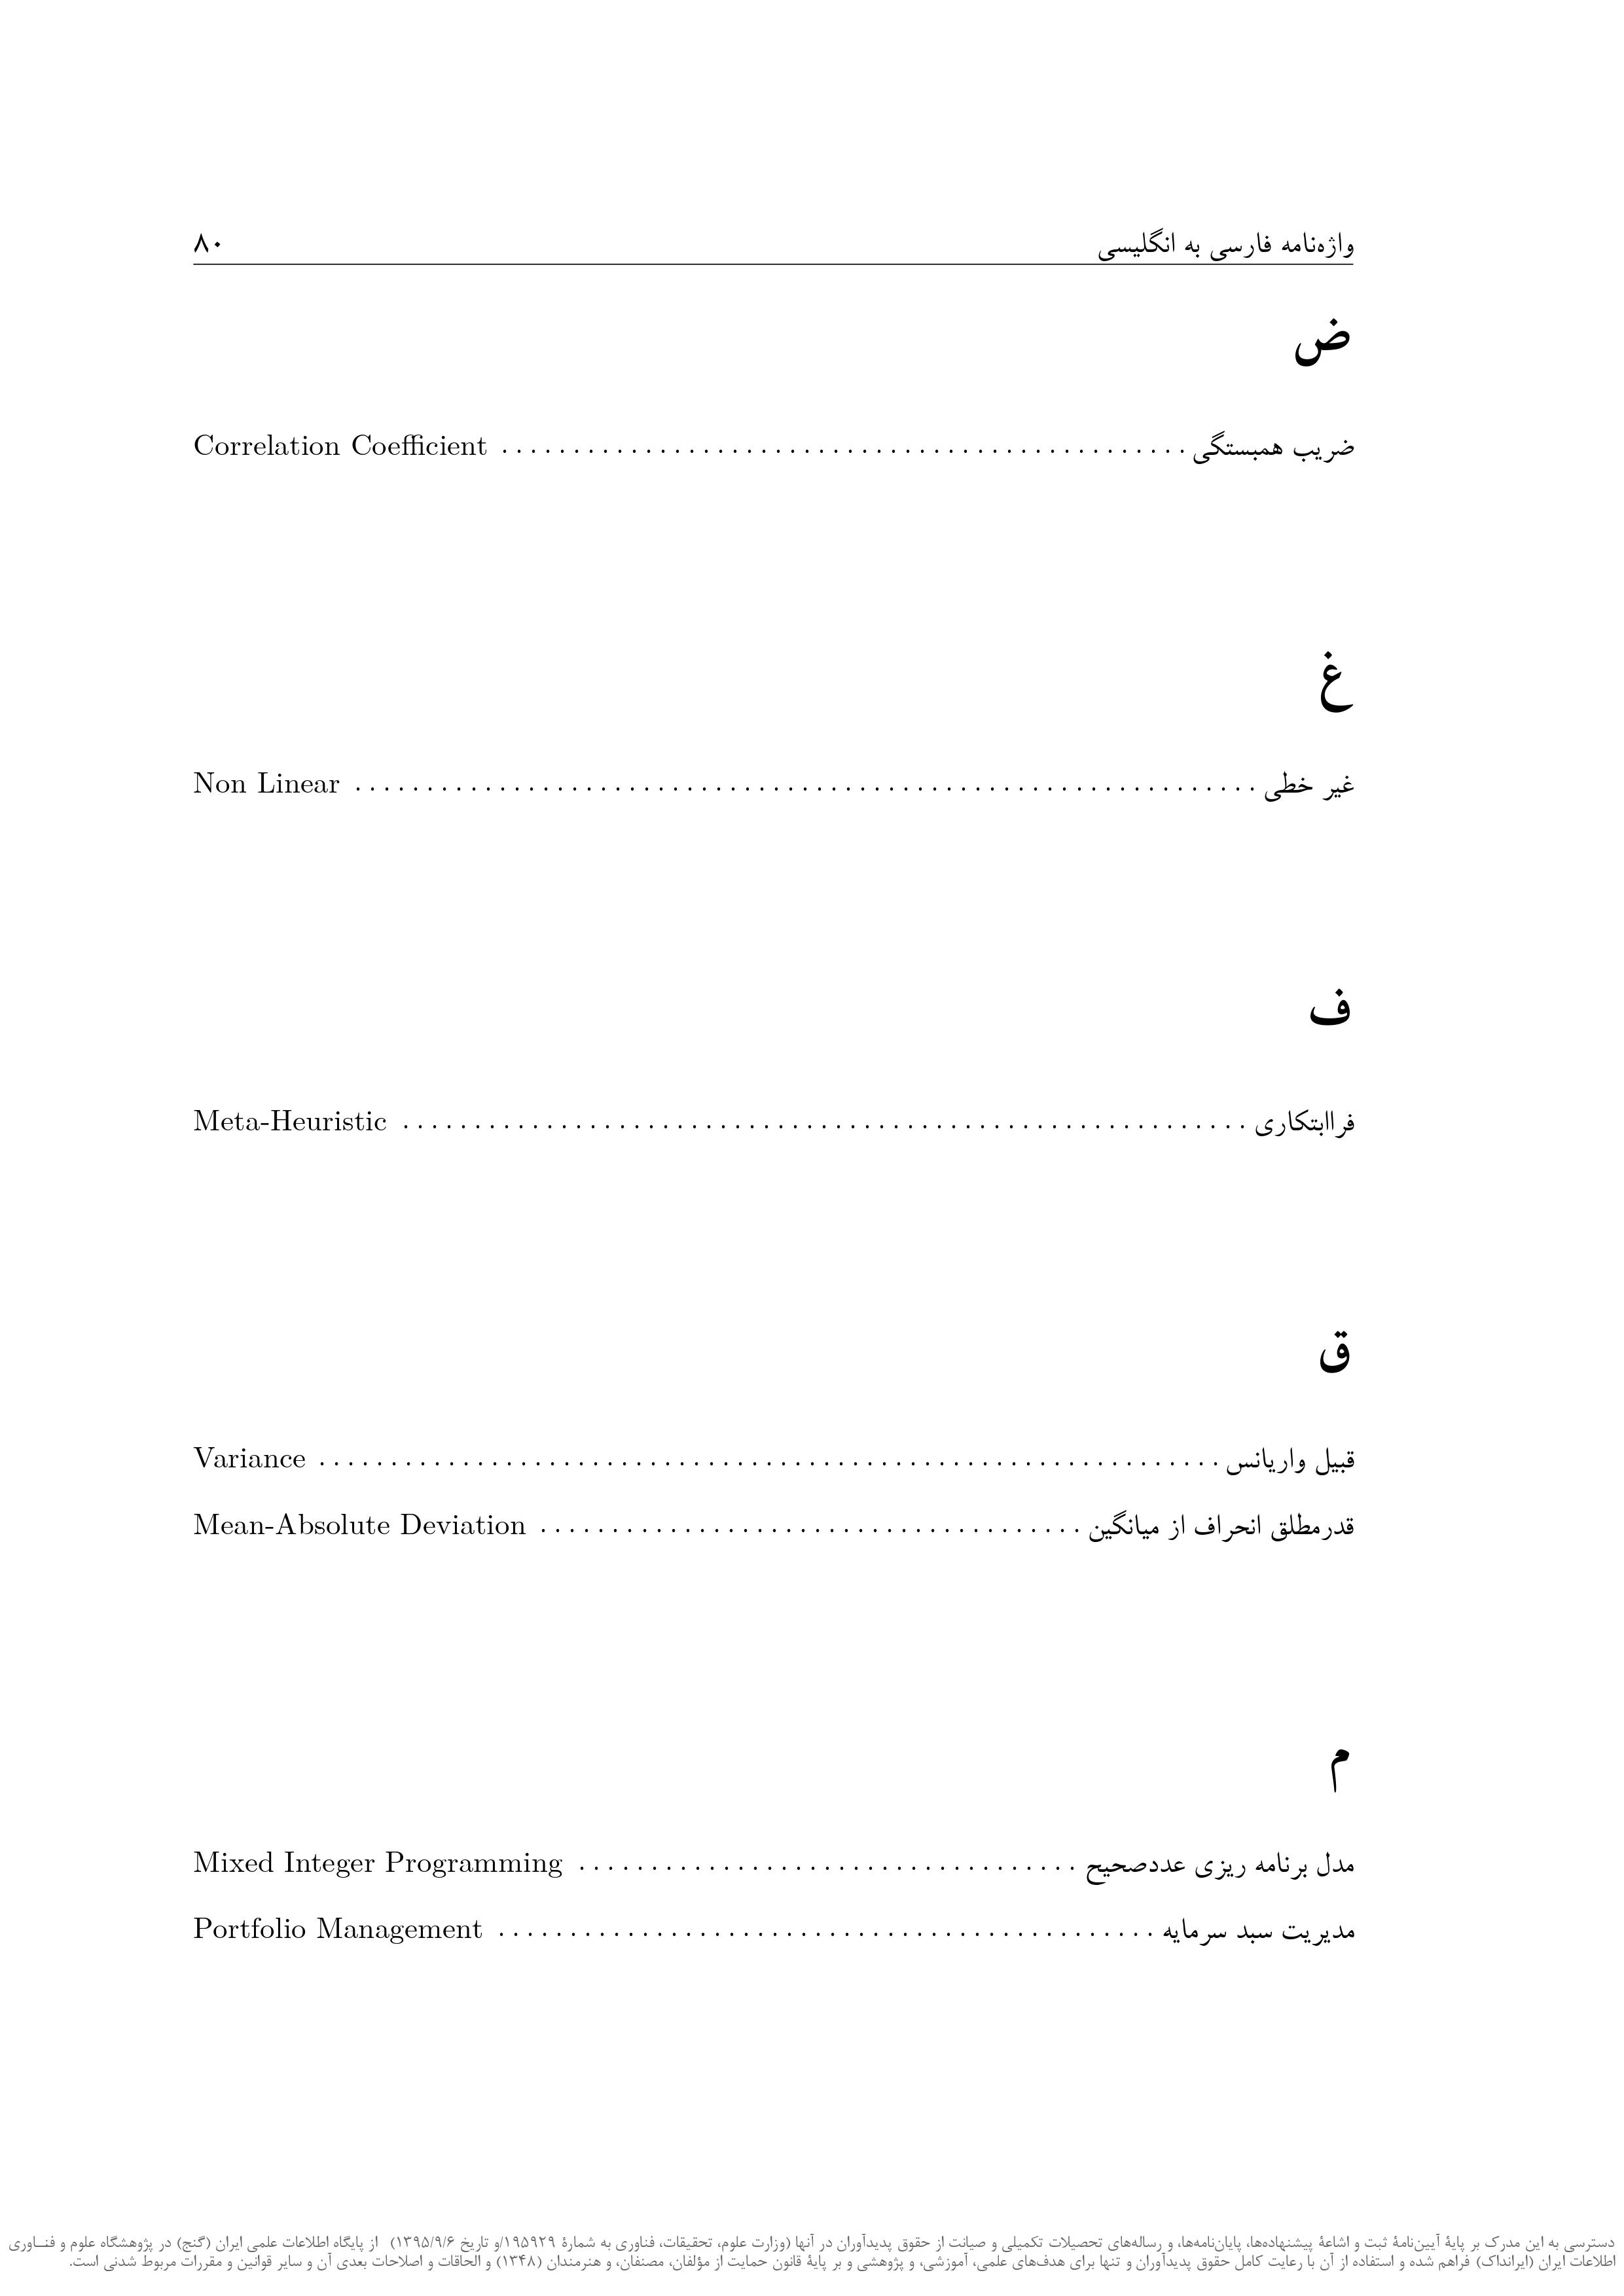 واژه‌نامه فارسی به انگلیسی ۸۰
ض
ضریب همبستگی . . . . . . . . . . . . . . . . . . . . Correlation Coefficient
غ
غیر خطی . . . . . . . . . . . . . . . . . . . . Non Linear
ف
فراابتکاری . . . . . . . . . . . . . . . . . . . . Meta-Heuristic
ق
قبیل واریانس . . . . . . . . . . . . . . . . . . . . Variance
قدرمطلق انحراف از میانگین . . . . . . . . . . . . . . . . . . . . Mean-Absolute Deviation
م
مدل برنامه ریزی عددصحیح . . . . . . . . . . . . . . . . . . . . Mixed Integer Programming
مدیریت سبد سرمایه . . . . . . . . . . . . . . . . . . . . Portfolio Management
دسترسی به این مدرک بر پایهٔ آیین‌نامهٔ ثبت و اشاعهٔ پیشنهاده‌ها، پایان‌نامه‌ها، و رساله‌های تحصیلات تکمیلی و صیانت از حقوق پدیدآوران در آنها (وزارت علوم، تحقیقات، فناوری به شمارهٔ ۱۹۵۹۲۹/و تاریخ ۱۳۹۵/۹/۶) از پایگاه اطلاعات علمی ایران (گنج) در پژوهشگاه علوم و فنــاوری
اطلاعات ایران (ایرانداک) فراهم شده و استفاده از آن با رعایت کامل حقوق پدیدآوران و تنها برای هدف‌های علمی، آموزشی، و پژوهشی و بر پایهٔ قانون حمایت از مؤلفان، مصنفان، و هنرمندان (۱۳۴۸) و الحاقات و اصلاحات بعدی آن و سایر قوانین و مقررات مربوط شدنی است.